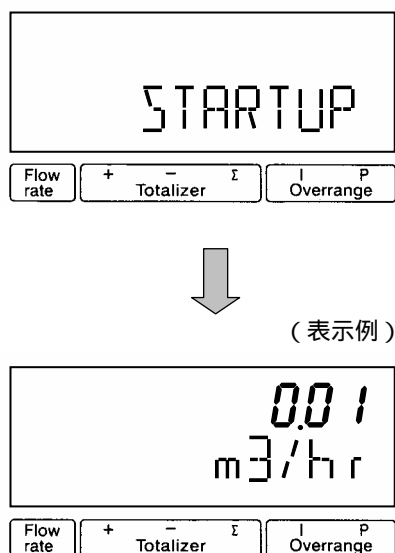 STARTUP
Flow rate + − Σ Totalizer I P Overrange
(表示例)
0.01
m3/hr
Flow rate + − Σ Totalizer I P Overrange